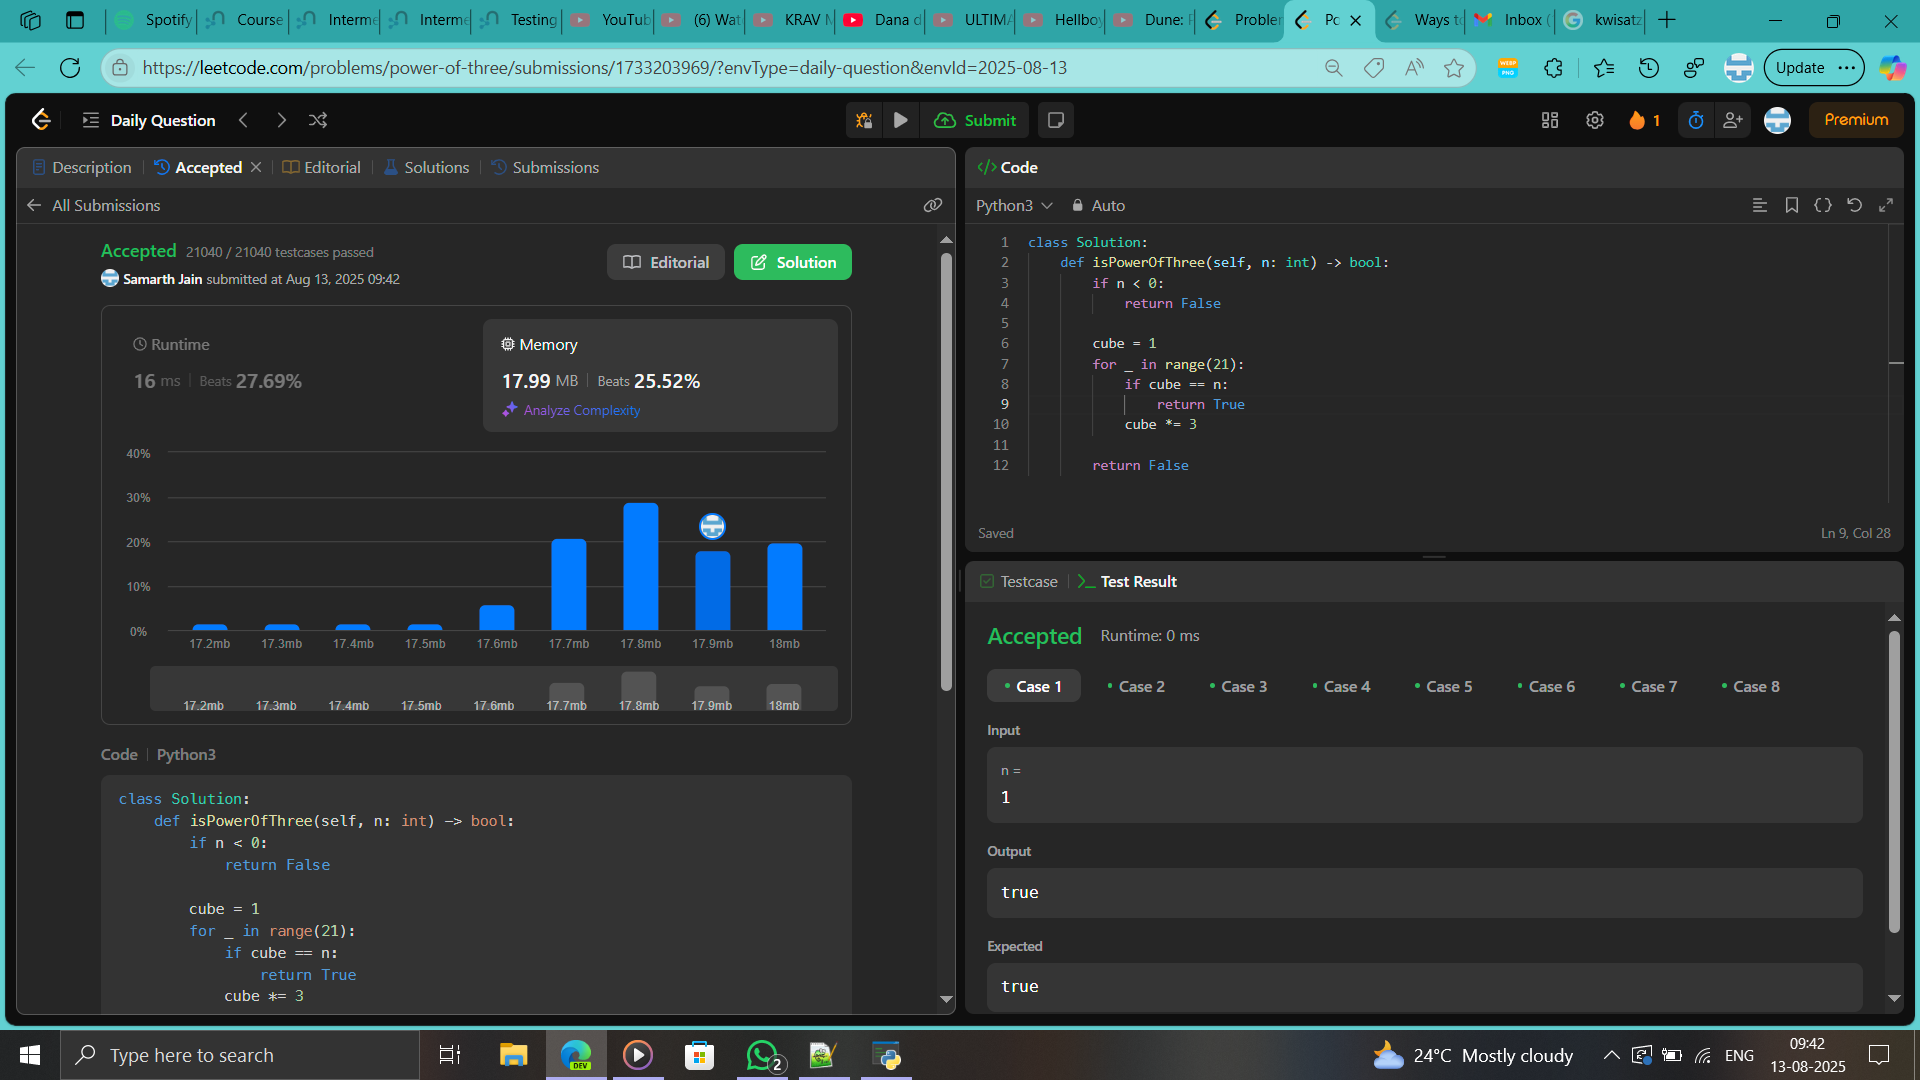 Spotify
Course
Interme
Interme
Testing
YouTub
(6) Wat
KRAV M
Dana d
ULTIMA
Hellboy
Dune: P
Problem
Po
Ways to
Inbox (
kwisatz
https://leetcode.com/problems/power-of-three/submissions/1733203969/?envType=daily-question&envId=2025-08-13
WEBP
PNG
Update
Daily Question
Submit
1
Premium
Description
Accepted
Editorial
Solutions
Submissions
All Submissions
Accepted 21040 / 21040 testcases passed
Samarth Jain submitted at Aug 13, 2025 09:42
Editorial
Solution
Runtime
16 ms | Beats 27.69%
Memory
17.99 MB | Beats 25.52%
Analyze Complexity
40%
30%
20%
10%
0%
17.2mb 17.3mb 17.4mb 17.5mb 17.6mb 17.7mb 17.8mb 17.9mb 18mb
17.2mb 17.3mb 17.4mb 17.5mb 17.6mb 17.7mb 17.8mb 17.9mb 18mb
Code | Python3
class Solution:
def isPowerOfThree(self, n: int) -> bool:
if n < 0:
return False
cube = 1
for _ in range(21):
if cube == n:
return True
cube *= 3
</> Code
Python3
Auto
1 class Solution:
2 def isPowerOfThree(self, n: int) -> bool:
3 if n < 0:
4 return False
5
6 cube = 1
7 for _ in range(21):
8 if cube == n:
9 return True
10 cube *= 3
11
12 return False
Saved
Ln 9, Col 28
Testcase
Test Result
Accepted Runtime: 0 ms
Case 1
Case 2
Case 3
Case 4
Case 5
Case 6
Case 7
Case 8
Input
n =
1
Output
true
Expected
true
Type here to search
DEV
2
24°C Mostly cloudy
ENG
09:42
13-08-2025